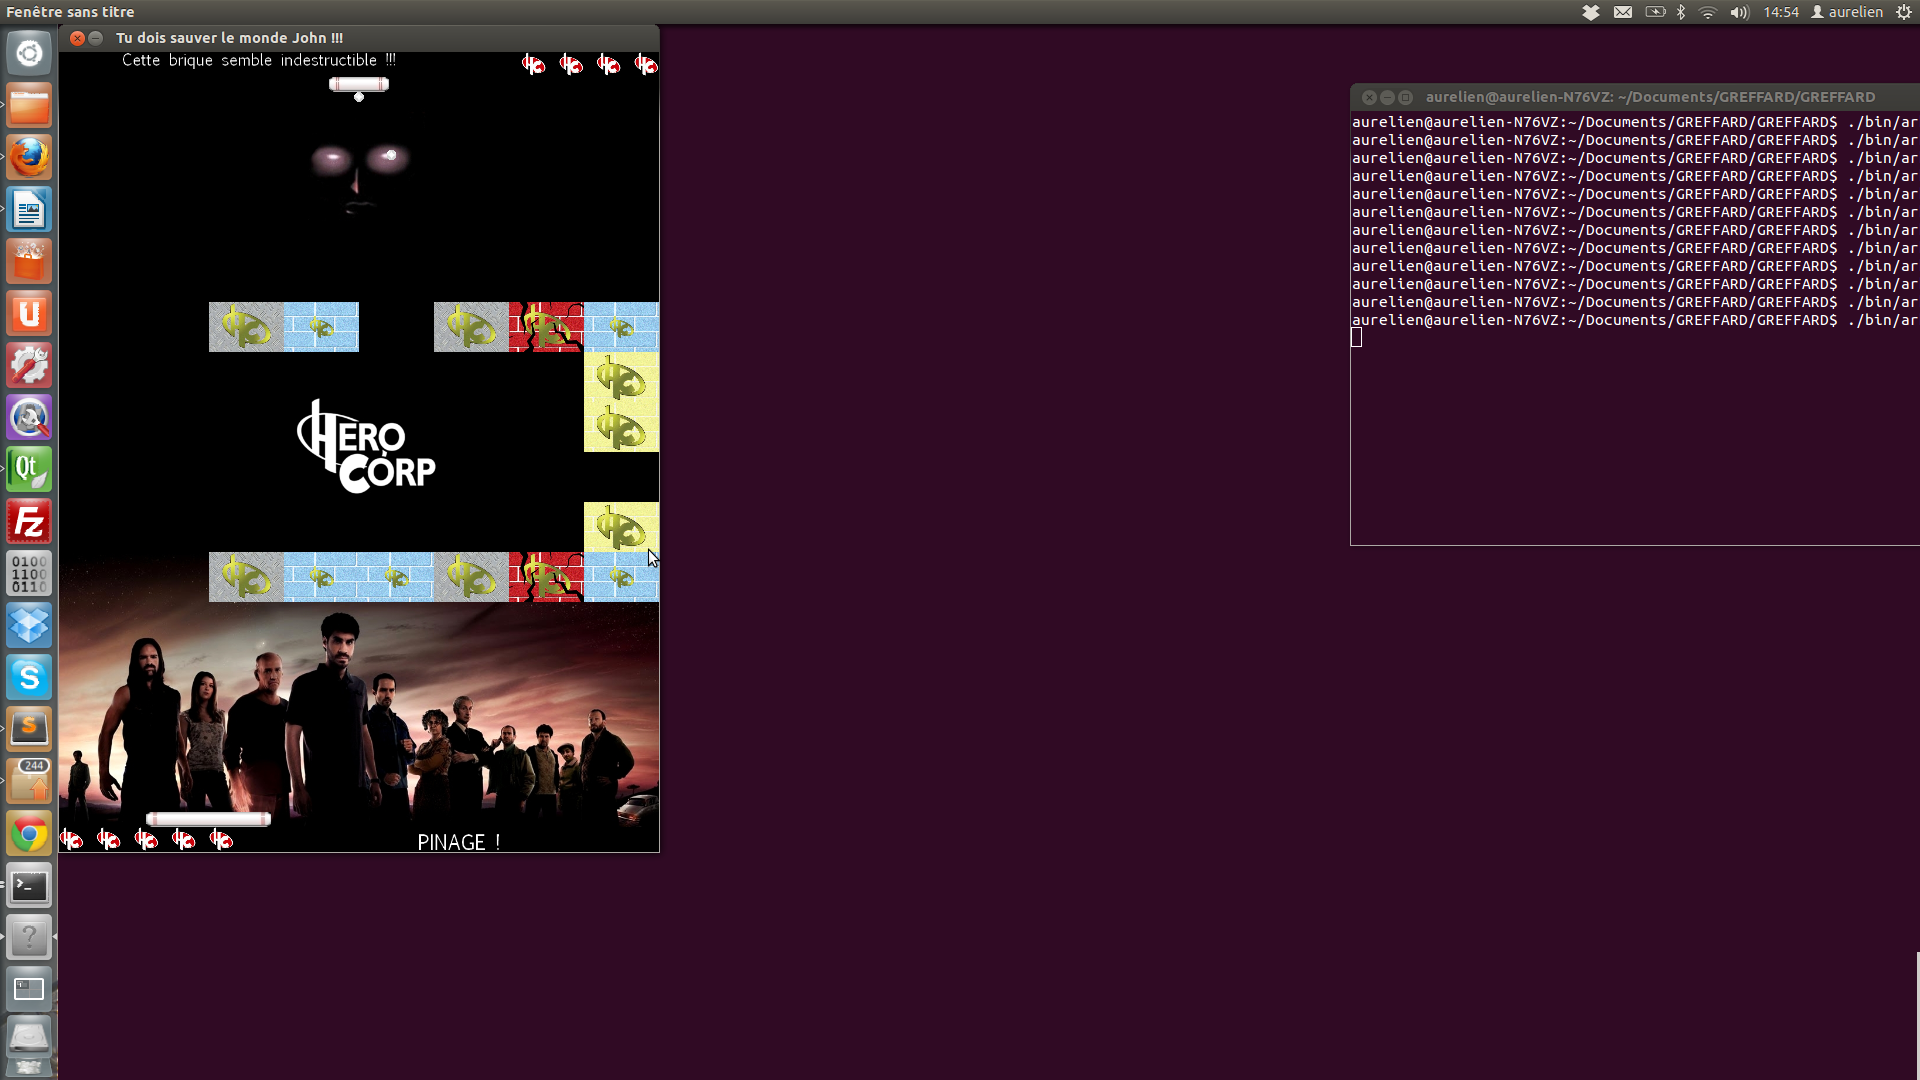 Fenêtre sans titre
14:54
aurelien
Tu dois sauver le monde John !!!
Cette brique semble indestructible !!!
HERO
CORP
PINAGE !
aurelien@aurelien-N76VZ: ~/Documents/GREFFARD/GREFFARD
aurelien@aurelien-N76VZ:~/Documents/GREFFARD/GREFFARD$ ./bin/ar
aurelien@aurelien-N76VZ:~/Documents/GREFFARD/GREFFARD$ ./bin/ar
aurelien@aurelien-N76VZ:~/Documents/GREFFARD/GREFFARD$ ./bin/ar
aurelien@aurelien-N76VZ:~/Documents/GREFFARD/GREFFARD$ ./bin/ar
aurelien@aurelien-N76VZ:~/Documents/GREFFARD/GREFFARD$ ./bin/ar
aurelien@aurelien-N76VZ:~/Documents/GREFFARD/GREFFARD$ ./bin/ar
aurelien@aurelien-N76VZ:~/Documents/GREFFARD/GREFFARD$ ./bin/ar
aurelien@aurelien-N76VZ:~/Documents/GREFFARD/GREFFARD$ ./bin/ar
aurelien@aurelien-N76VZ:~/Documents/GREFFARD/GREFFARD$ ./bin/ar
aurelien@aurelien-N76VZ:~/Documents/GREFFARD/GREFFARD$ ./bin/ar
aurelien@aurelien-N76VZ:~/Documents/GREFFARD/GREFFARD$ ./bin/ar
aurelien@aurelien-N76VZ:~/Documents/GREFFARD/GREFFARD$ ./bin/ar
U
Qt
Fz
0100
1100
0110
S
S
244
>_
?